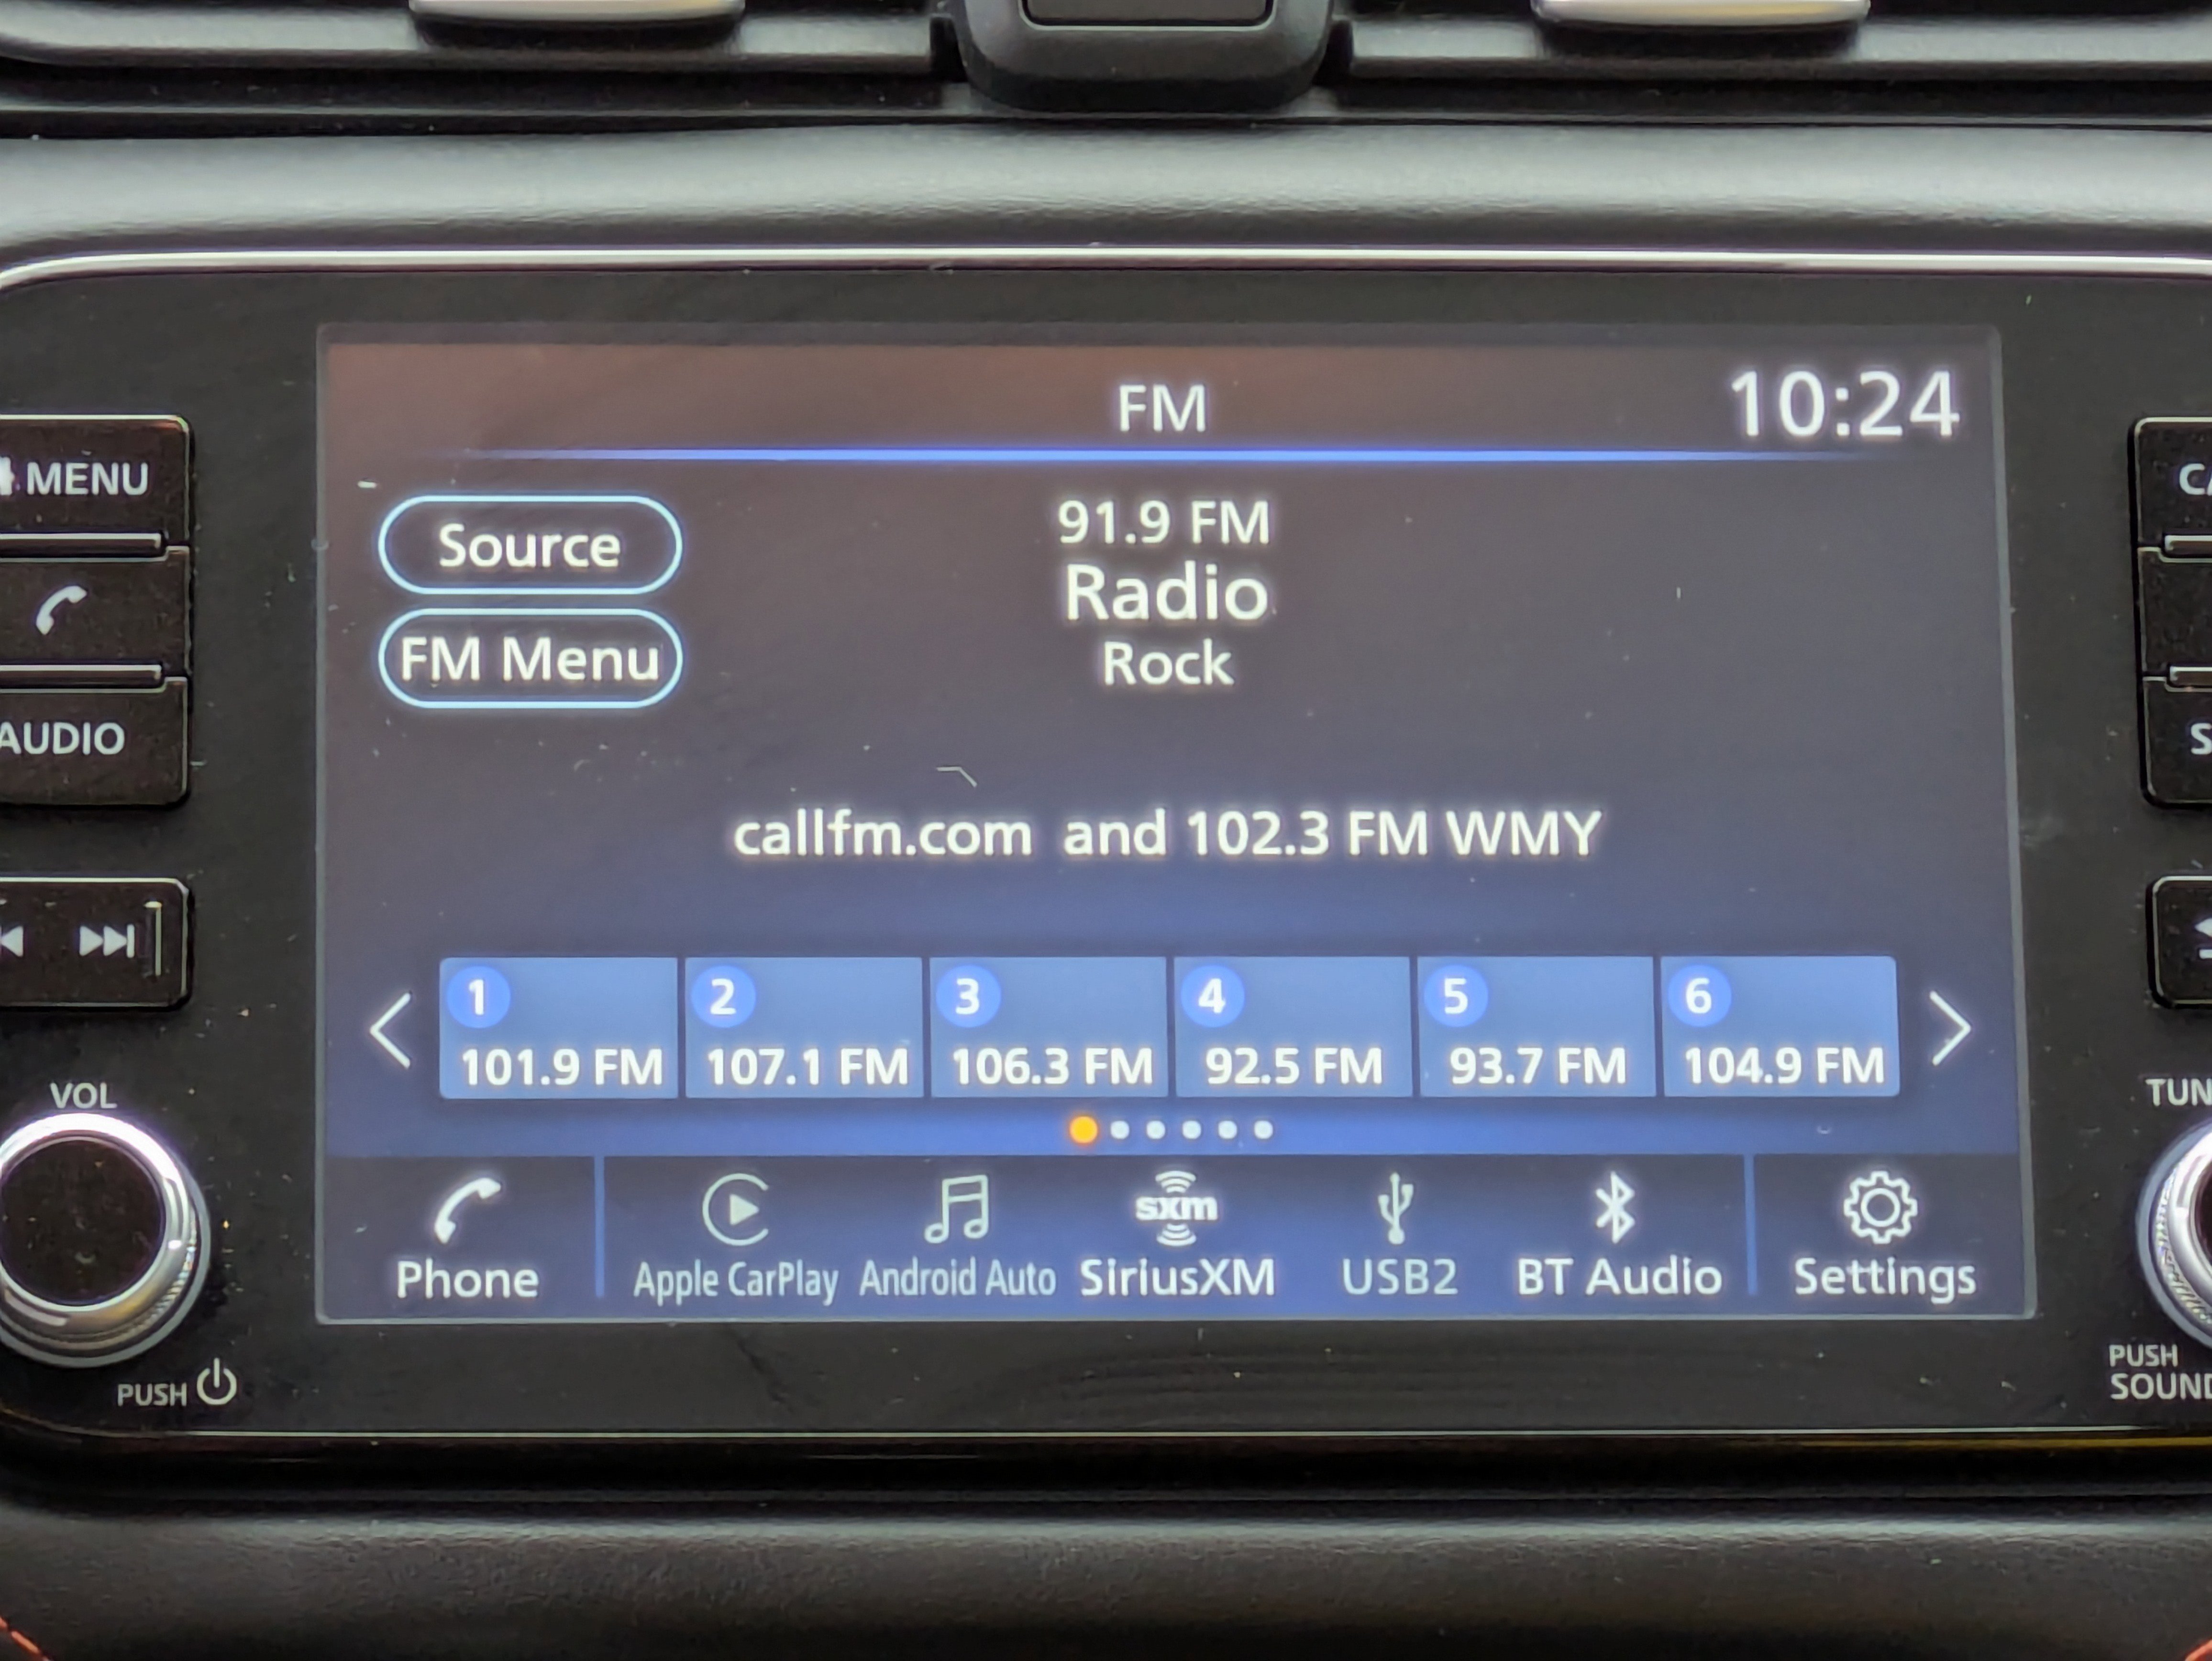 FM
10:24
MENU
Source
91.9 FM
Radio
FM Menu
Rock
AUDIO
callfm.com and 102.3 FM WMY
1 2 3 4 5 6
101.9 FM 107.1 FM 106.3 FM 92.5 FM 93.7 FM 104.9 FM
VOL
sxm
Phone Apple CarPlay Android Auto SiriusXM USB2 BT Audio Settings
PUSH
PUSH